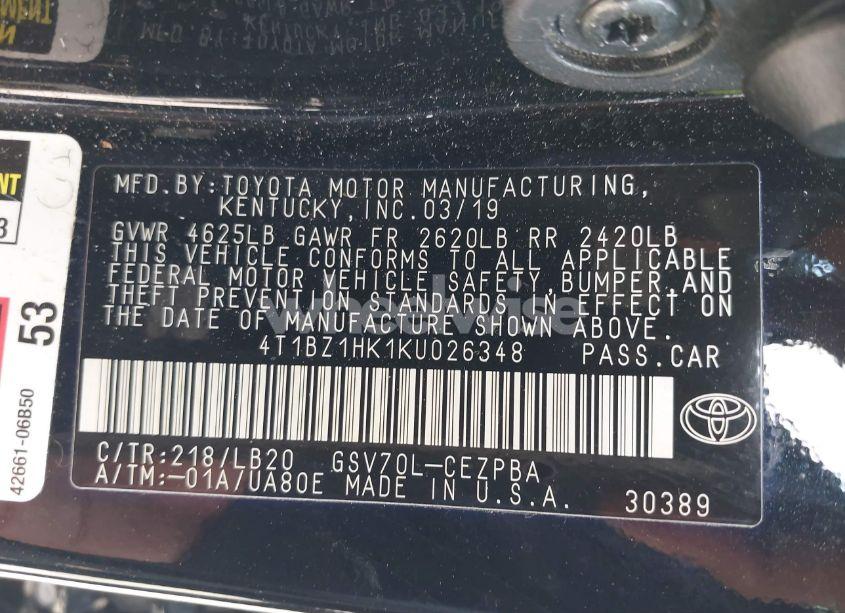 MFD.BY:TOYOTA MOTOR MANUFACTURING,
KENTUCKY,INC.03/19
GVWR 4625LB GAWR FR 2620LB RR 2420LB
THIS VEHICLE CONFORMS TO ALL APPLICABLE
FEDERAL MOTOR VEHICLE SAFETY,BUMPER,AND
THEFT PREVENTION STANDARDS IN EFFECT ON
THE DATE OF MANUFACTURE SHOWN ABOVE.
4T1BZ1HK1KU026348 PASS.CAR
C/TR:218/LB20 GSV70L-CEZPBA
A/TM:-01A/UA80E MADE IN U.S.A. 30389
53
42661-06B50
wheelvise